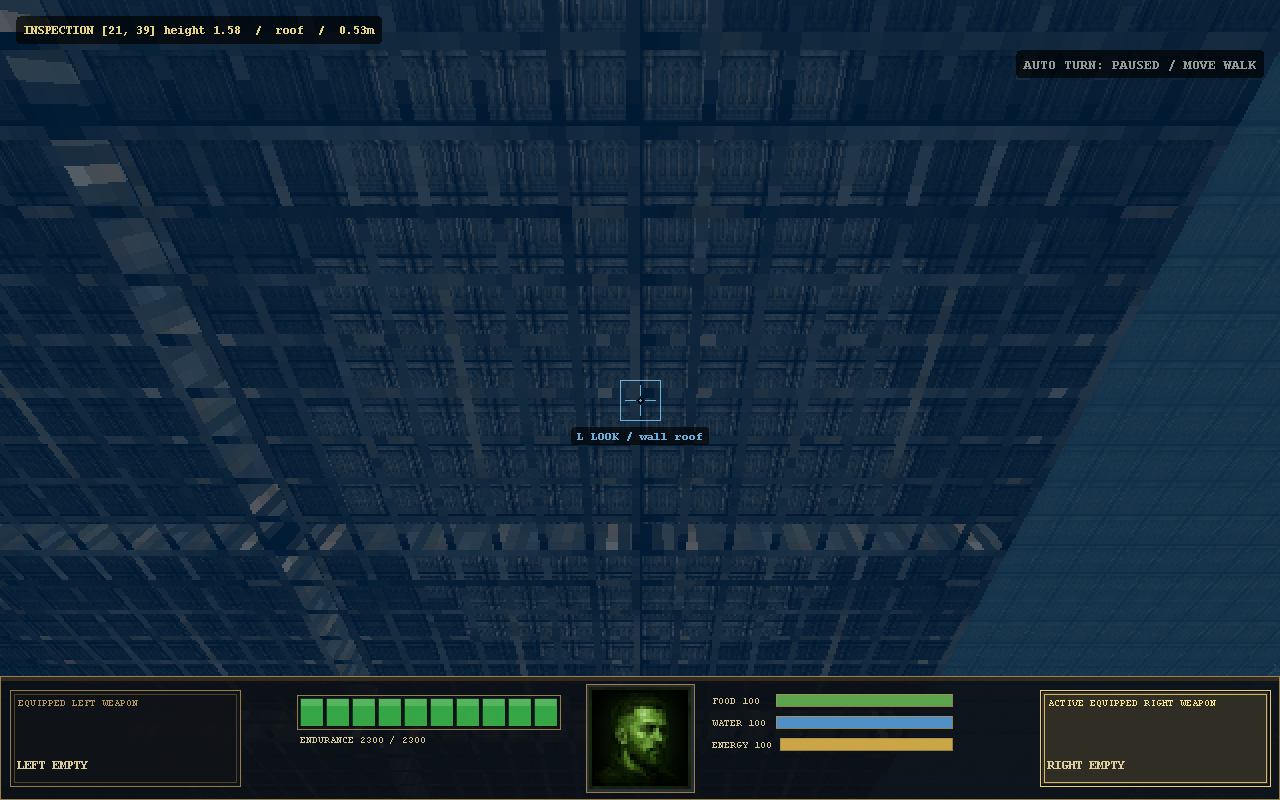 INSPECTION [21, 39] height 1.58 / roof / 0.53m
AUTO TURN: PAUSED / MOVE WALK
L LOOK / wall roof
EQUIPPED LEFT WEAPON
LEFT EMPTY
ENDURANCE 2300 / 2300
FOOD 100
WATER 100
ENERGY 100
ACTIVE EQUIPPED RIGHT WEAPON
RIGHT EMPTY